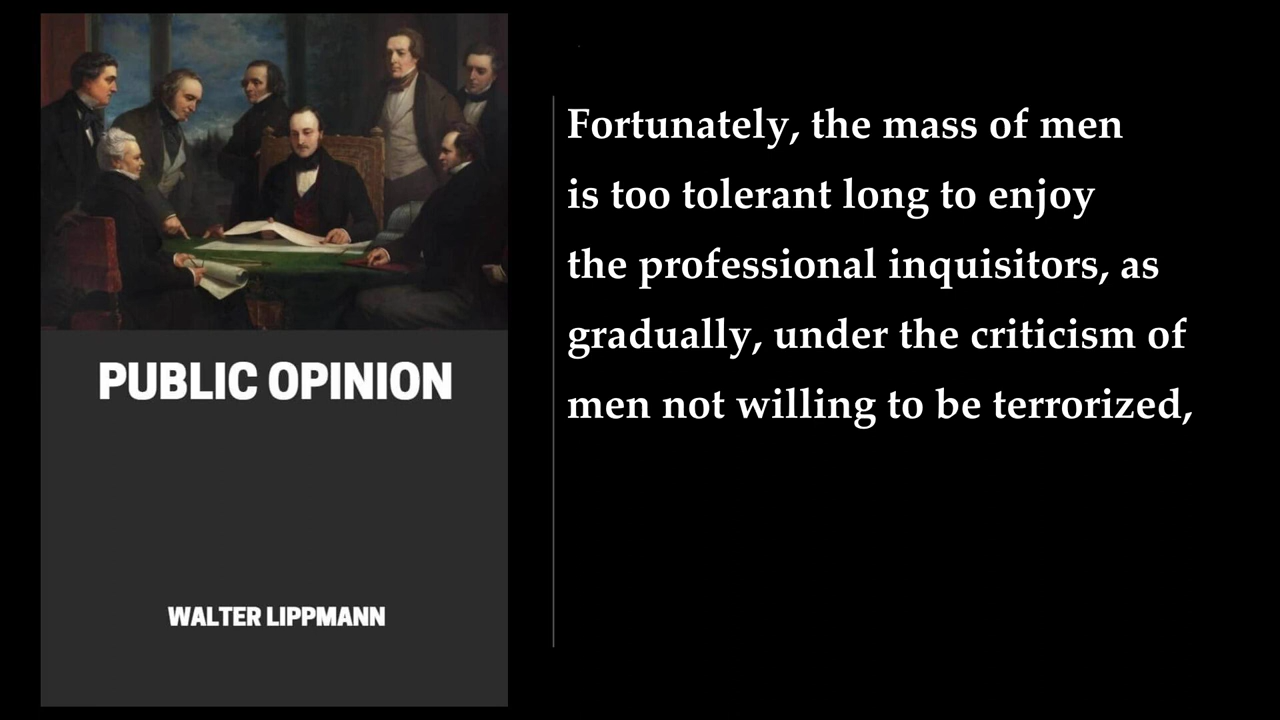 PUBLIC OPINION
WALTER LIPPMANN
Fortunately, the mass of men
is too tolerant long to enjoy
the professional inquisitors, as
gradually, under the criticism of
men not willing to be terrorized,